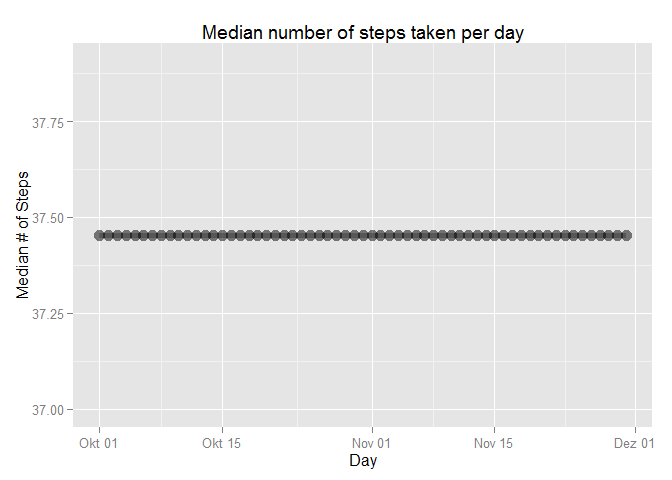 Median number of steps taken per day
Median # of Steps
37.75
37.50
37.25
37.00
Okt 01
Okt 15
Nov 01
Nov 15
Dez 01
Day